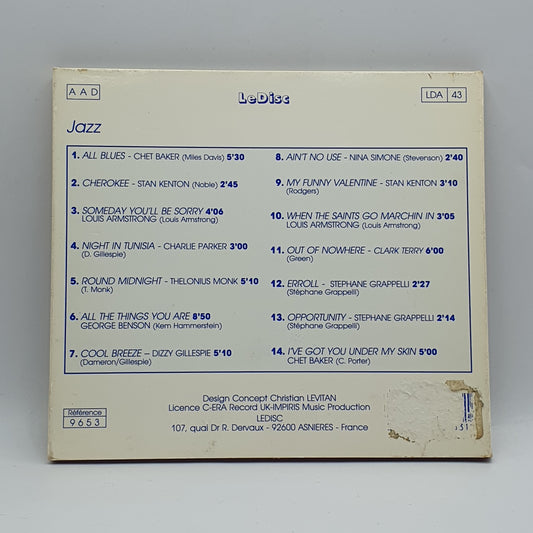 AAD
LeDisc
LDA 43
Jazz
1. ALL BLUES - CHET BAKER (Miles Davis) 5'30
2. CHEROKEE - STAN KENTON (Noble) 2'45
3. SOMEDAY YOU'LL BE SORRY 4'06
LOUIS ARMSTRONG (Louis Armstrong)
4. NIGHT IN TUNISIA - CHARLIE PARKER 3'00
(D. Gillespie)
5. ROUND MIDNIGHT - THELONIUS MONK 5'10
(T. Monk)
6. ALL THE THINGS YOU ARE 8'50
GEORGE BENSON (Kern Hammerstein)
7. COOL BREEZE – DIZZY GILLESPIE 5'10
(Dameron/Gillespie)
8. AIN'T NO USE - NINA SIMONE (Stevenson) 2'40
9. MY FUNNY VALENTINE - STAN KENTON 3'10
(Rodgers)
10. WHEN THE SAINTS GO MARCHIN IN 3'05
LOUIS ARMSTRONG (Louis Armstrong)
11. OUT OF NOWHERE - CLARK TERRY 6'00
(Green)
12. ERROLL - STEPHANE GRAPPELLI 2'27
(Stéphane Grappelli)
13. OPPORTUNITY - STEPHANE GRAPPELLI 2'14
(Stéphane Grappelli)
14. I'VE GOT YOU UNDER MY SKIN 5'00
CHET BAKER (C. Porter)
Référence
9653
Design Concept Christian LEVITAN
Licence C-ERA Record UK-IMPIRIS Music Production
LEDISC
107, quai Dr R. Dervaux - 92600 ASNIERES - France